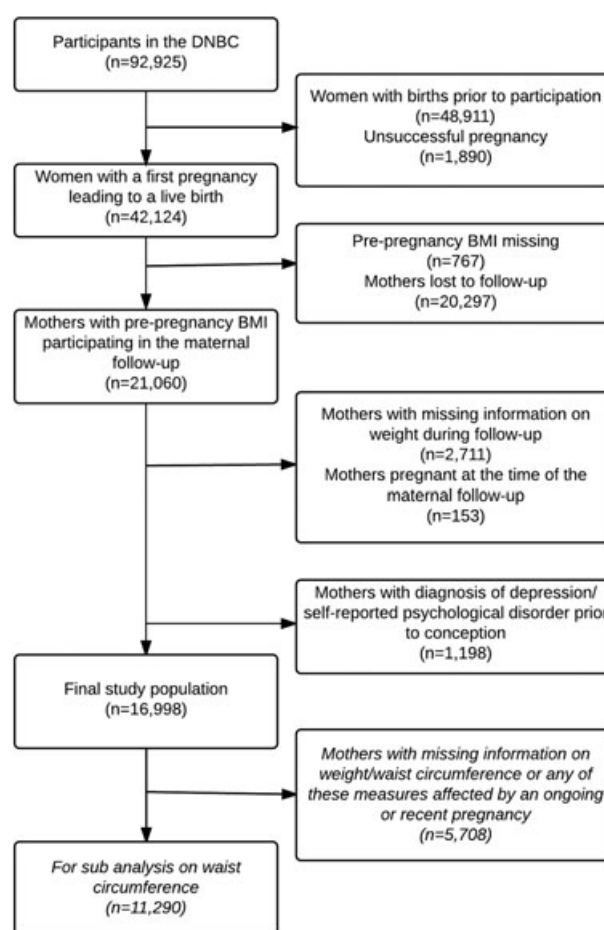 Participants in the DNBC
(n=92,925)
Women with births prior to participation
(n=48,911)
Unsuccessful pregnancy
(n=1,890)
Women with a first pregnancy
leading to a live birth
(n=42,124)
Pre-pregnancy BMI missing
(n=767)
Mothers lost to follow-up
(n=20,297)
Mothers with pre-pregnancy BMI
participating in the maternal
follow-up
(n=21,060)
Mothers with missing information on
weight during follow-up
(n=2,711)
Mothers pregnant at the time of the
maternal follow-up
(n=153)
Mothers with diagnosis of depression/
self-reported psychological disorder prior
to conception
(n=1,198)
Final study population
(n=16,998)
Mothers with missing information on
weight/waist circumference or any of
these measures affected by an ongoing
or recent pregnancy
(n=5,708)
For sub analysis on waist
circumference
(n=11,290)